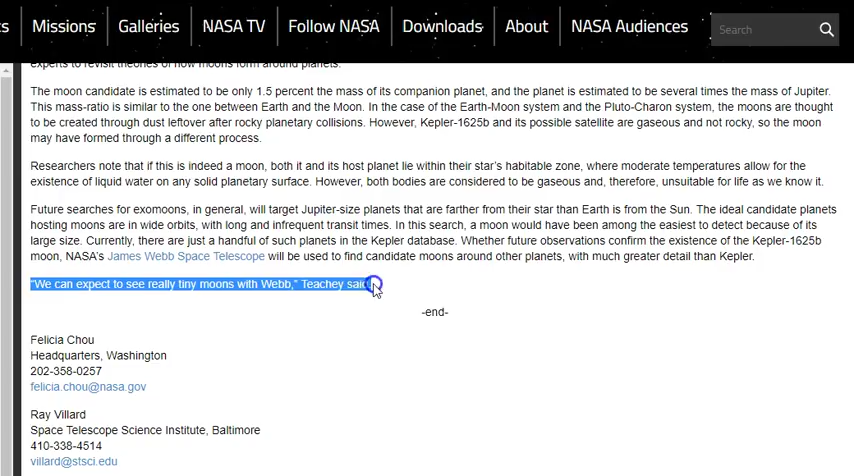 Missions
Galleries
NASA TV
Follow NASA
Downloads
About
NASA Audiences
Search
experts to revisit theories of how moons form around planets.
The moon candidate is estimated to be only 1.5 percent the mass of its companion planet, and the planet is estimated to be several times the mass of Jupiter.
This mass-ratio is similar to the one between Earth and the Moon. In the case of the Earth-Moon system and the Pluto-Charon system, the moons are thought
to be created through dust leftover after rocky planetary collisions. However, Kepler-1625b and its possible satellite are gaseous and not rocky, so the moon
may have formed through a different process.
Researchers note that if this is indeed a moon, both it and its host planet lie within their star’s habitable zone, where moderate temperatures allow for the
existence of liquid water on any solid planetary surface. However, both bodies are considered to be gaseous and, therefore, unsuitable for life as we know it.
Future searches for exomoons, in general, will target Jupiter-size planets that are farther from their star than Earth is from the Sun. The ideal candidate planets
hosting moons are in wide orbits, with long and infrequent transit times. In this search, a moon would have been among the easiest to detect because of its
large size. Currently, there are just a handful of such planets in the Kepler database. Whether future observations confirm the existence of the Kepler-1625b
moon, NASA’s James Webb Space Telescope will be used to find candidate moons around other planets, with much greater detail than Kepler.
“We can expect to see really tiny moons with Webb,” Teachey said
-end-
Felicia Chou
Headquarters, Washington
202-358-0257
felicia.chou@nasa.gov
Ray Villard
Space Telescope Science Institute, Baltimore
410-338-4514
villard@stsci.edu